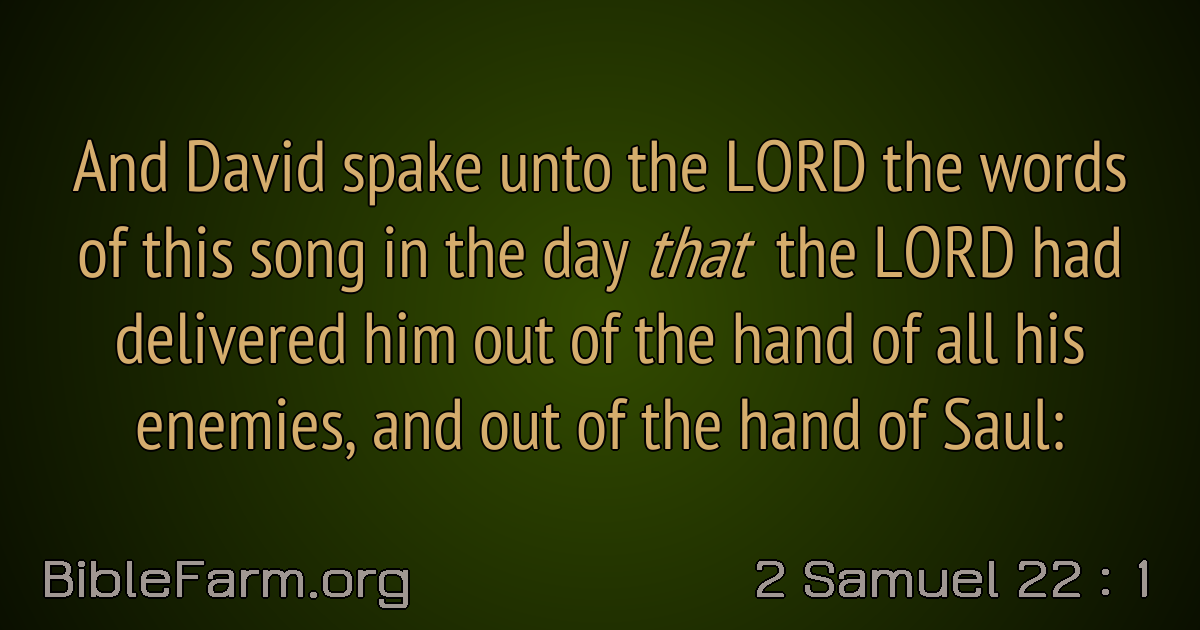 And David spake unto the LORD the words
of this song in the day that the LORD had
delivered him out of the hand of all his
enemies, and out of the hand of Saul:
BibleFarm.org
2 Samuel 22 : 1